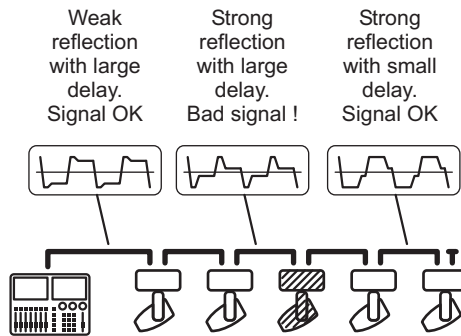 Weak
reflection
with large
delay.
Signal OK
Strong
reflection
with large
delay.
Bad signal !
Strong
reflection
with small
delay.
Signal OK